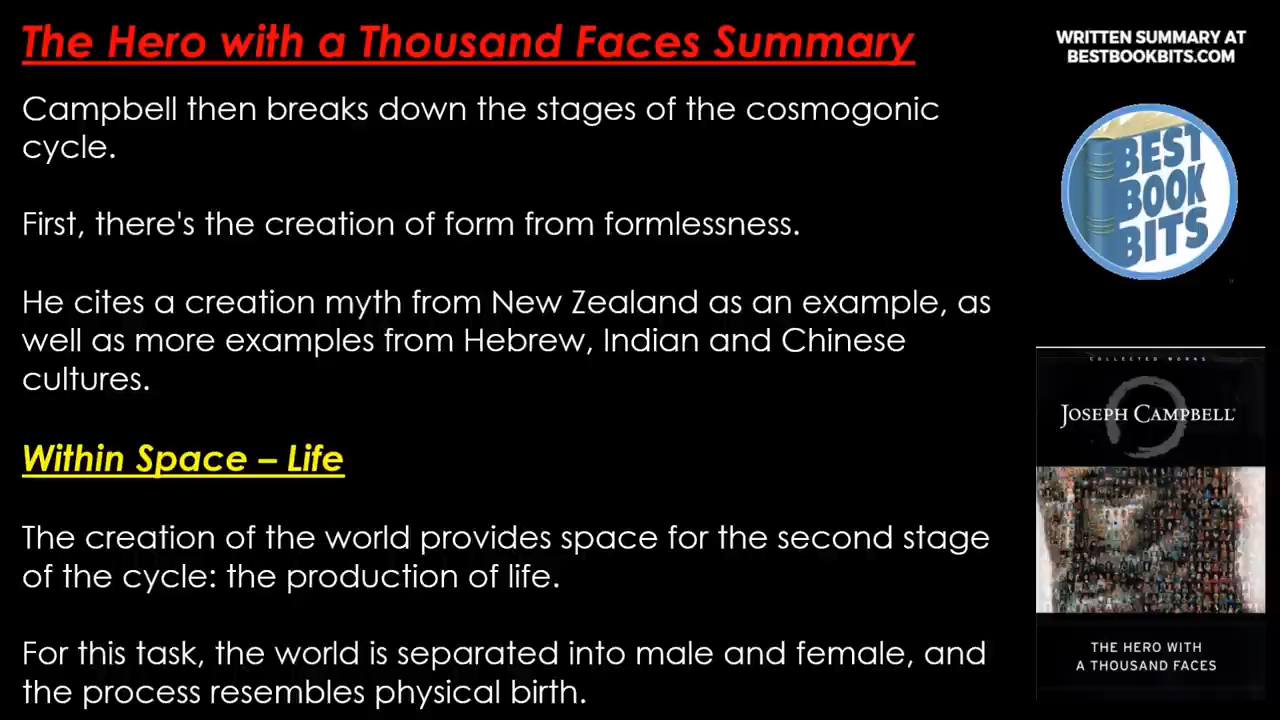 The Hero with a Thousand Faces Summary
Campbell then breaks down the stages of the cosmogonic
cycle.
First, there's the creation of form from formlessness.
He cites a creation myth from New Zealand as an example, as
well as more examples from Hebrew, Indian and Chinese
cultures.
Within Space – Life
The creation of the world provides space for the second stage
of the cycle: the production of life.
For this task, the world is separated into male and female, and
the process resembles physical birth.
WRITTEN SUMMARY AT
BESTBOOKBITS.COM
BEST
BOOK
BITS
COLLECTED WORKS
JOSEPH CAMPBELL
THE HERO WITH
A THOUSAND FACES